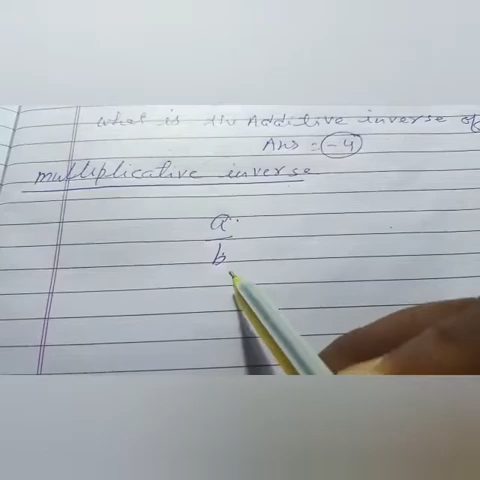 What is the Additive inverse of
Ans = -4
multiplicative inverse
a
b